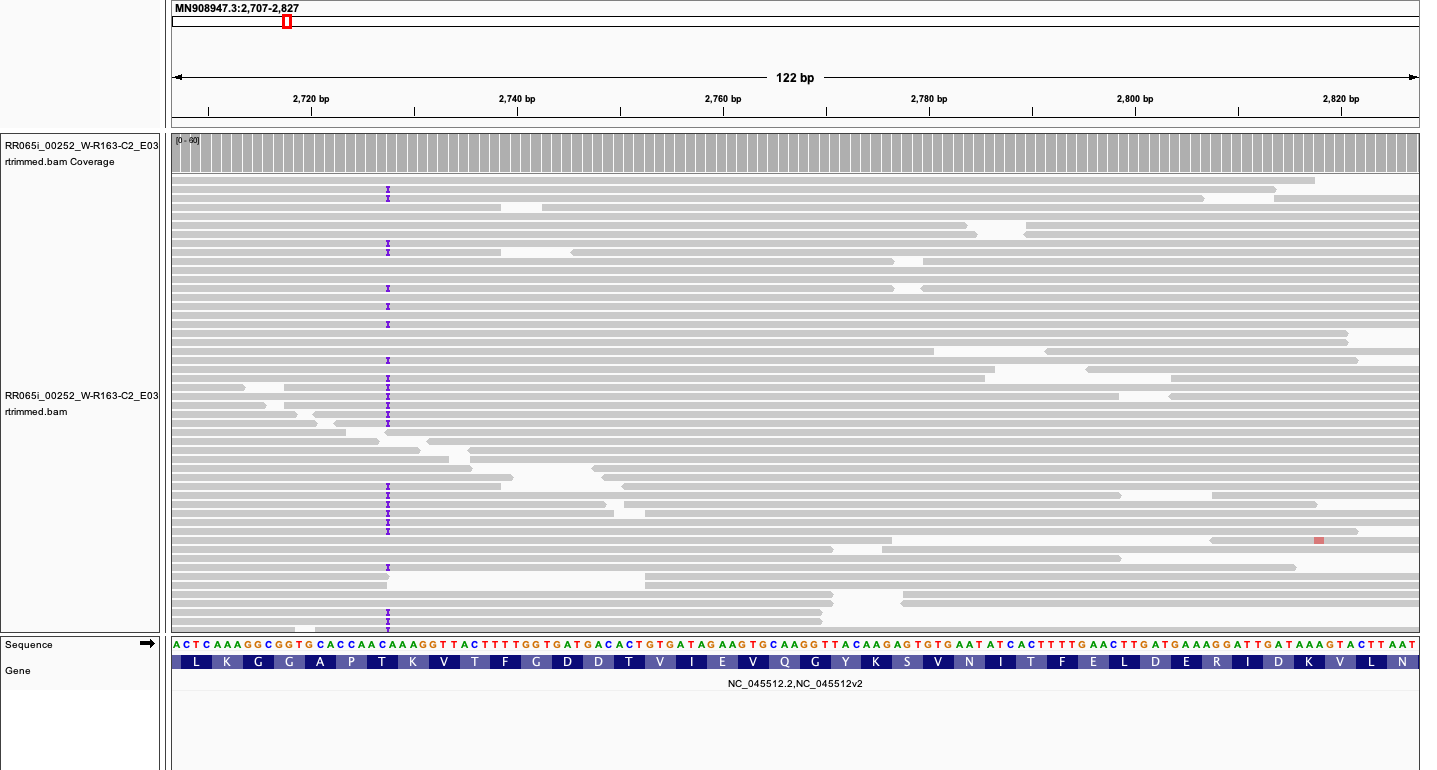 MN908947.3:2,707-2,827
122 bp
2,720 bp 2,740 bp 2,760 bp 2,780 bp 2,800 bp 2,820 bp
RR065i_00252_W-R163-C2_E03
rtrimmed.bam Coverage
[0 - 60]
RR065i_00252_W-R163-C2_E03
rtrimmed.bam
Sequence
A C T C A A A G G C G G T G C A C C A A C A A A G G T T A C T T T T G G T G A T G A C A C T G T G A T A G A A G T G C A A G G T T A C A A G A G T G T G A A T A T C A C T T T T G A A C T T G A T G A A A G G A T T G A T A A A G T A C T T A A T
Gene
L K G G A P T K V T F G D D T V I E V Q G Y K S V N I T F E L D E R I D K V L N
NC_045512.2,NC_045512v2